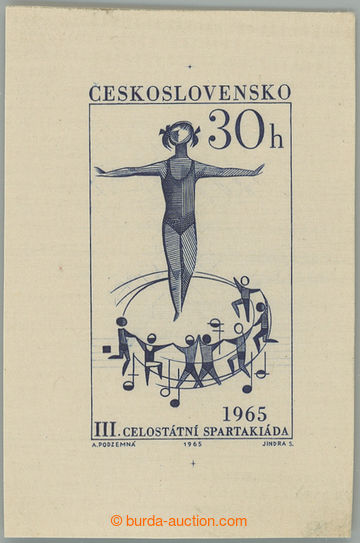 ČESKOSLOVENSKO
30h
1965
III. CELOSTÁTNÍ SPARTAKIÁDA
A. PODZEMNÁ 1965 JINDRA S.
© burda-auction.com